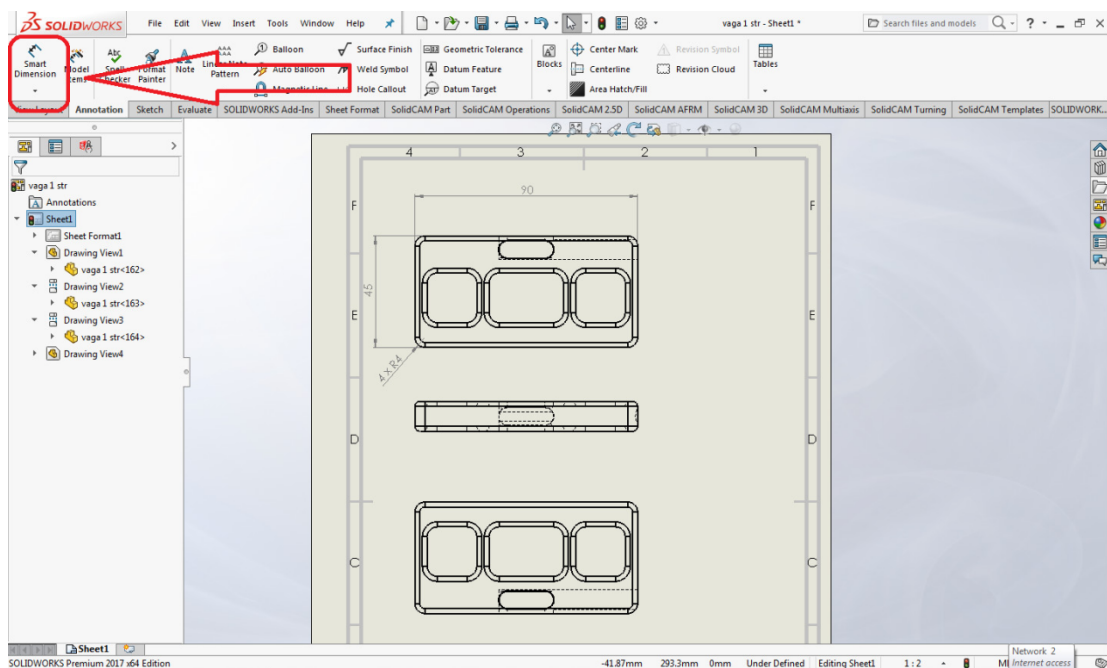 SOLIDWORKS File Edit View Insert Tools Window Help vaga 1 str - Sheet1 * Search files and models ?
Smart Dimension
Model Items
Spell Checker
Format Painter
Note
Linear Note Pattern
Balloon
Auto Balloon
Magnetic Line
Surface Finish
Weld Symbol
Hole Callout
Geometric Tolerance
Datum Feature
Datum Target
Blocks
Center Mark
Centerline
Area Hatch/Fill
Revision Symbol
Revision Cloud
Tables
View Layout Annotation Sketch Evaluate SOLIDWORKS Add-Ins Sheet Format SolidCAM Part SolidCAM Operations SolidCAM 2.5D SolidCAM AFRM SolidCAM 3D SolidCAM Multiaxis SolidCAM Turning SolidCAM Templates SOLIDWORK...
vaga 1 str
A Annotations
Sheet1
Sheet Format1
Drawing View1
vaga 1 str<162>
Drawing View2
vaga 1 str<163>
Drawing View3
vaga 1 str<164>
Drawing View4
4 3 2 1
90
F F
45
E E
4 X R4
D D
C C
Sheet1
SOLIDWORKS Premium 2017 x64 Edition -41.87mm 293.3mm 0mm Under Defined Editing Sheet1 1 : 2
Network 2
Internet access